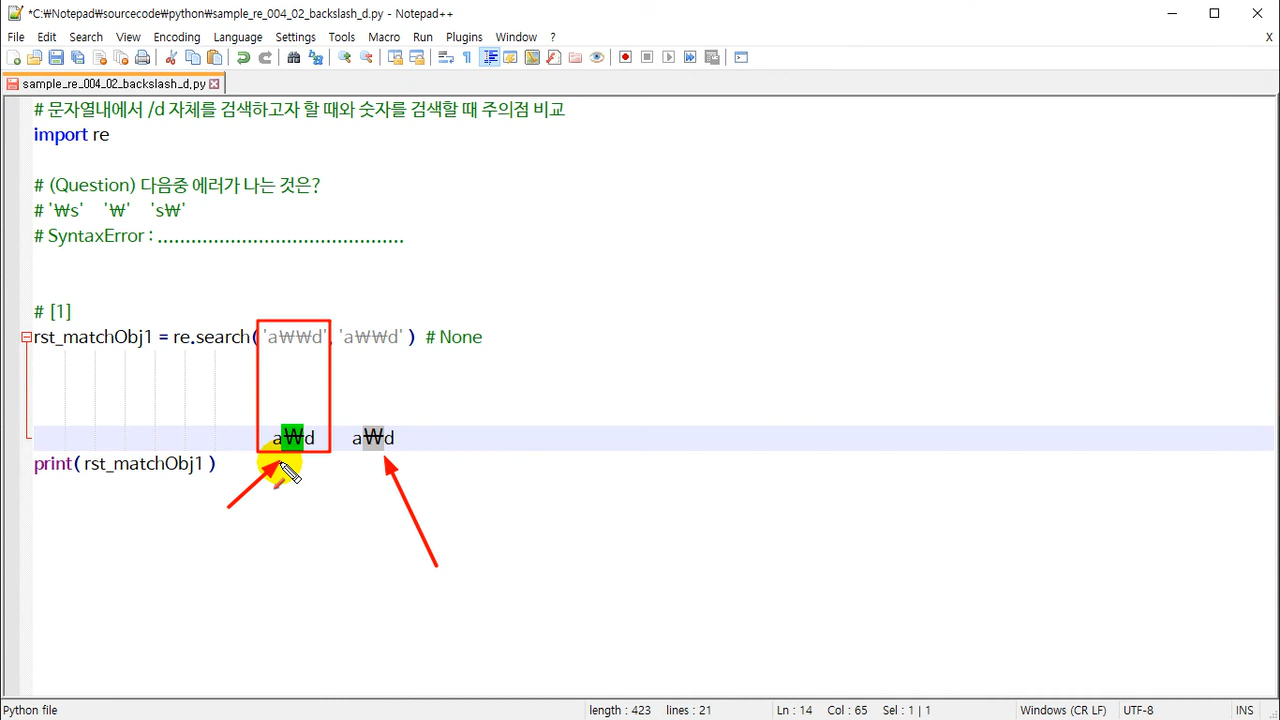 *C:₩Notepad₩sourcecode₩python₩sample_re_004_02_backslash_d.py - Notepad++
File Edit Search View Encoding Language Settings Tools Macro Run Plugins Window ? X
sample_re_004_02_backslash_d.py
# 문자열내에서 /d 자체를 검색하고자 할 때와 숫자를 검색할 때 주의점 비교
import re
# (Question) 다음중 에러가 나는 것은?
# '₩s' '₩' 's₩'
# SyntaxError : ............................................
# [1]
rst_matchObj1 = re.search( 'a₩₩d', 'a₩₩d' ) # None
a₩d a₩d
print( rst_matchObj1 )
Python file length : 423 lines : 21 Ln : 14 Col : 65 Sel : 1 | 1 Windows (CR LF) UTF-8 INS